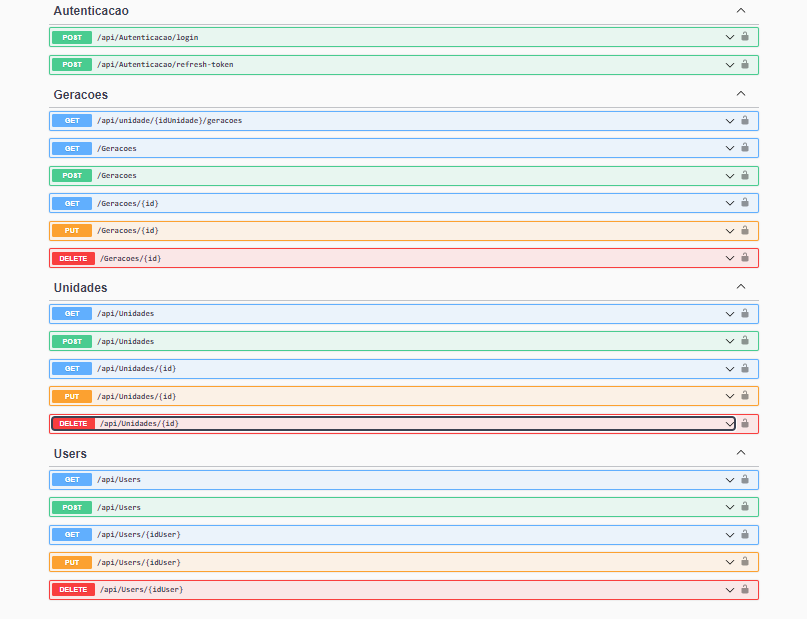 Autenticacao
POST /api/Autenticacao/login
POST /api/Autenticacao/refresh-token
Geracoes
GET /api/unidade/{idUnidade}/geracoes
GET /Geracoes
POST /Geracoes
GET /Geracoes/{id}
PUT /Geracoes/{id}
DELETE /Geracoes/{id}
Unidades
GET /api/Unidades
POST /api/Unidades
GET /api/Unidades/{id}
PUT /api/Unidades/{id}
DELETE /api/Unidades/{id}
Users
GET /api/Users
POST /api/Users
GET /api/Users/{idUser}
PUT /api/Users/{idUser}
DELETE /api/Users/{idUser}